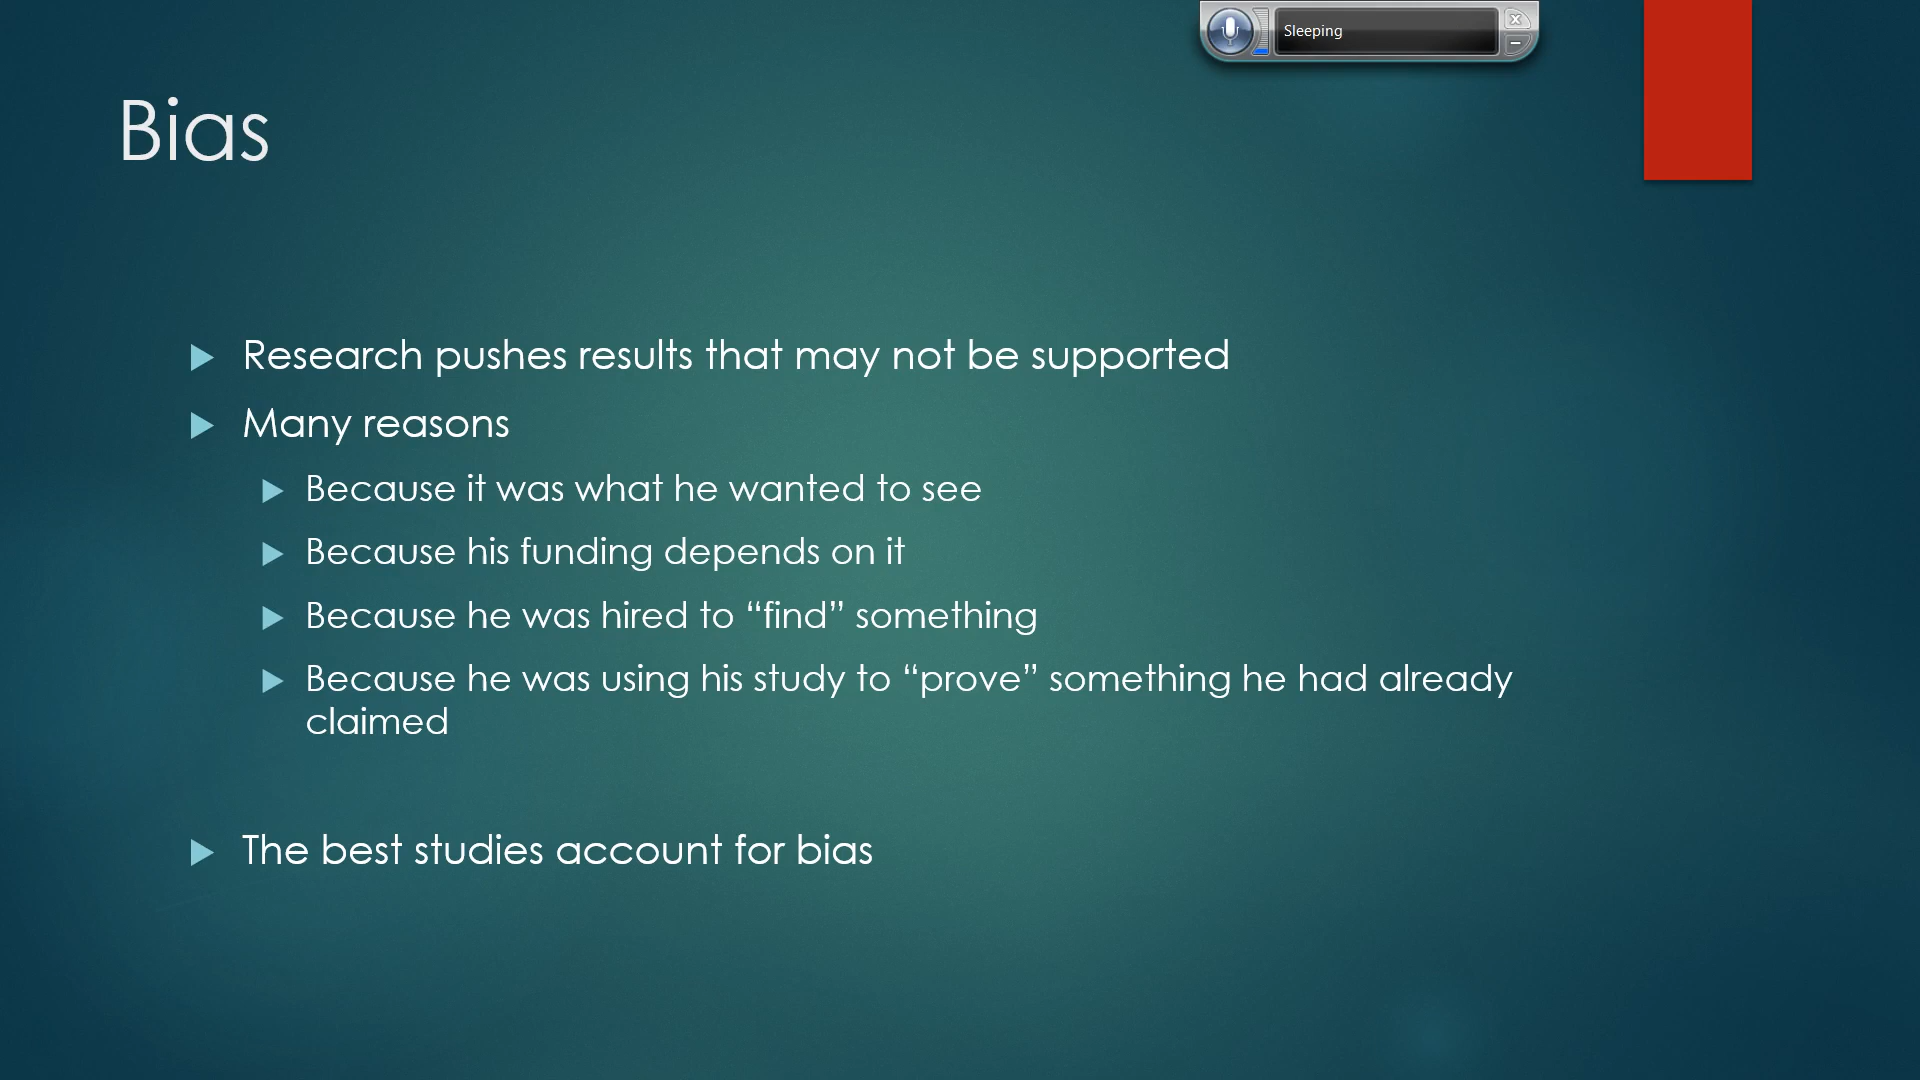 Sleeping
Bias
Research pushes results that may not be supported
Many reasons
Because it was what he wanted to see
Because his funding depends on it
Because he was hired to “find” something
Because he was using his study to “prove” something he had already
claimed
The best studies account for bias